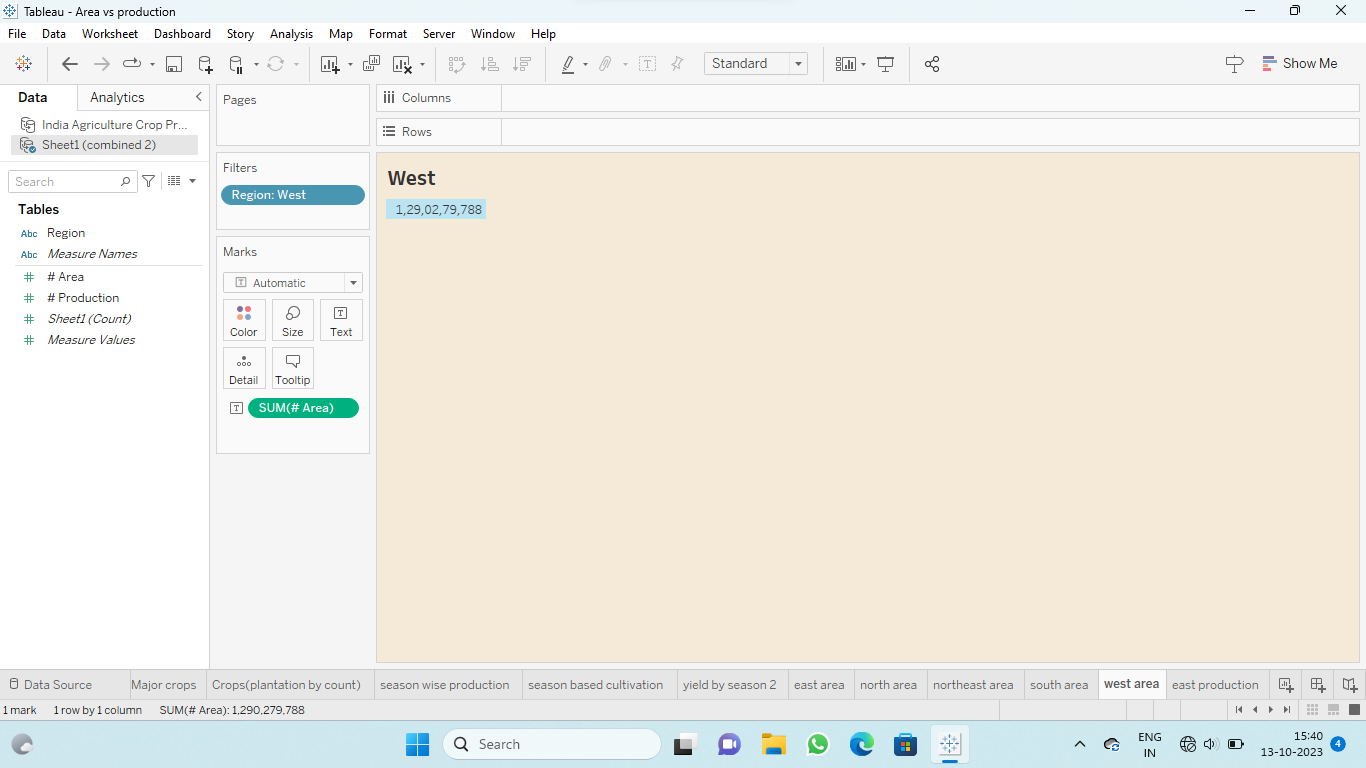 Tableau - Area vs production
File Data Worksheet Dashboard Story Analysis Map Format Server Window Help
Standard
Show Me
Data Analytics
India Agriculture Crop Pr...
Sheet1 (combined 2)
Search
Tables
Abc Region
Abc Measure Names
# Area
# Production
Sheet1 (Count)
Measure Values
Pages
Filters
Region: West
Marks
T Automatic
Color Size T Text
Detail Tooltip
T SUM(# Area)
Columns
Rows
West
1,29,02,79,788
Data Source Major crops Crops(plantation by count) season wise production season based cultivation yield by season 2 east area north area northeast area south area west area east production
1 mark 1 row by 1 column SUM(# Area): 1,290,279,788
Search
ENG
IN
15:40
13-10-2023
4